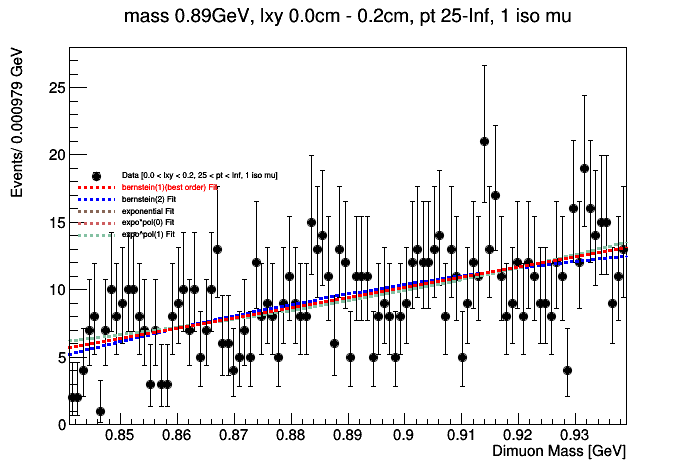 mass 0.89GeV, lxy 0.0cm - 0.2cm, pt 25-Inf, 1 iso mu
Events/ 0.000979 GeV
25
20
15
10
5
0
Data [0.0 < lxy < 0.2, 25 < pt < Inf, 1 iso mu]
bernstein(1)(best order) Fit
bernstein(2) Fit
exponential Fit
expo*pol(0) Fit
expo*pol(1) Fit
0.85 0.86 0.87 0.88 0.89 0.9 0.91 0.92 0.93
Dimuon Mass [GeV]